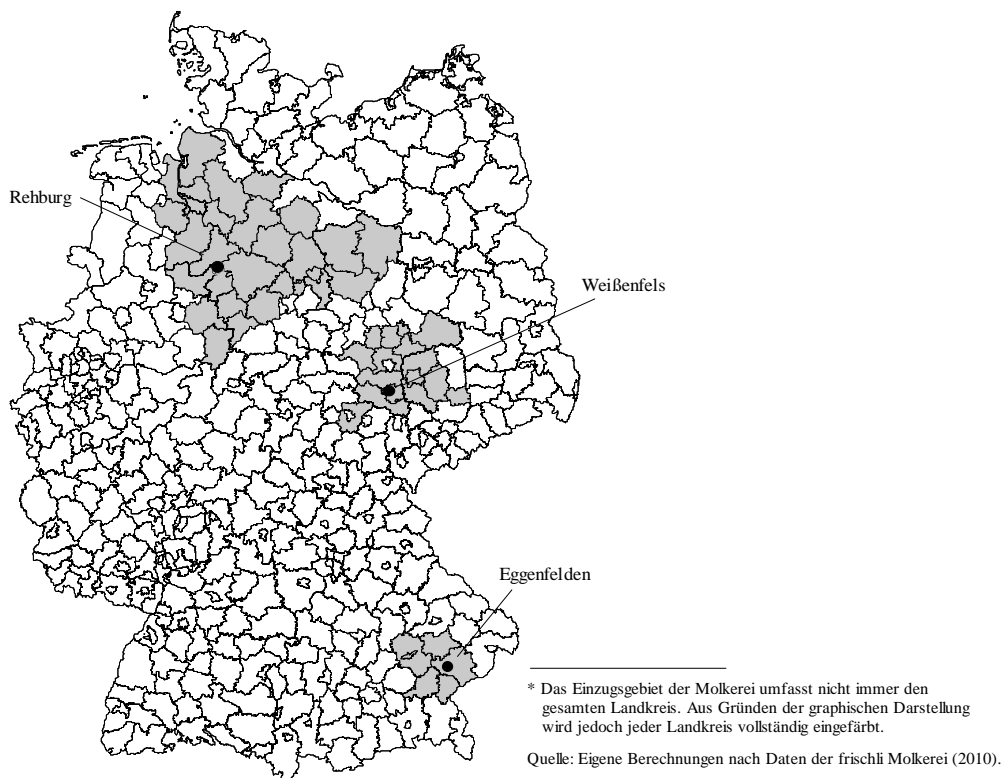 Rehburg
Weißenfels
Eggenfelden
* Das Einzugsgebiet der Molkerei umfasst nicht immer den
gesamten Landkreis. Aus Gründen der graphischen Darstellung
wird jedoch jeder Landkreis vollständig eingefärbt.
Quelle: Eigene Berechnungen nach Daten der frischli Molkerei (2010).